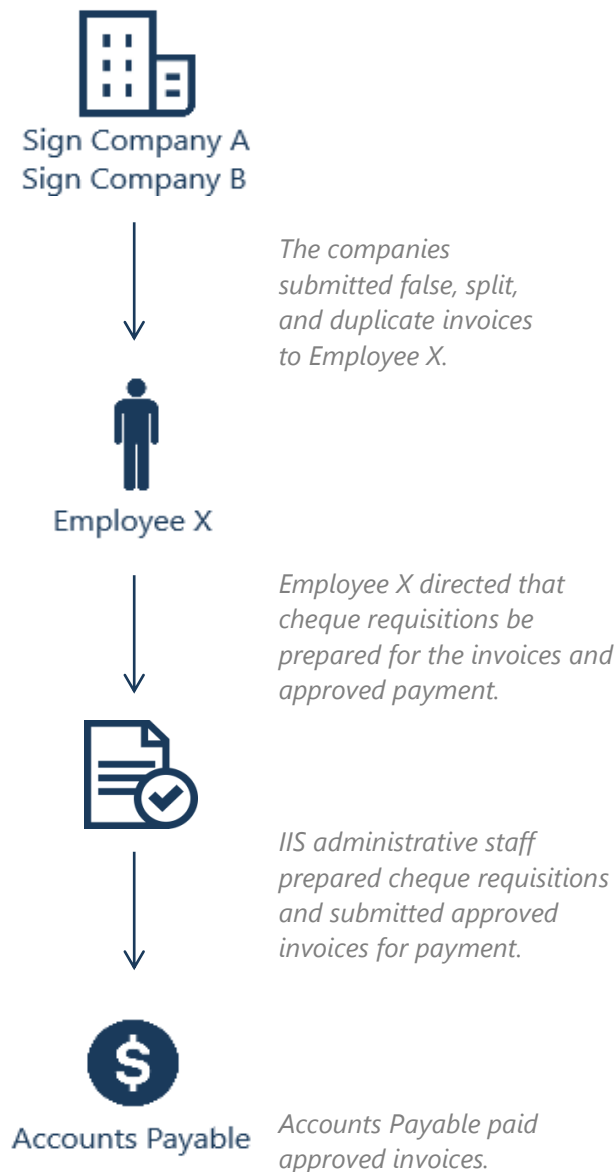 Sign Company A
Sign Company B
The companies
submitted false, split,
and duplicate invoices
to Employee X.
Employee X
Employee X directed that
cheque requisitions be
prepared for the invoices and
approved payment.
IIS administrative staff
prepared cheque requisitions
and submitted approved
invoices for payment.
$
Accounts Payable
Accounts Payable paid
approved invoices.